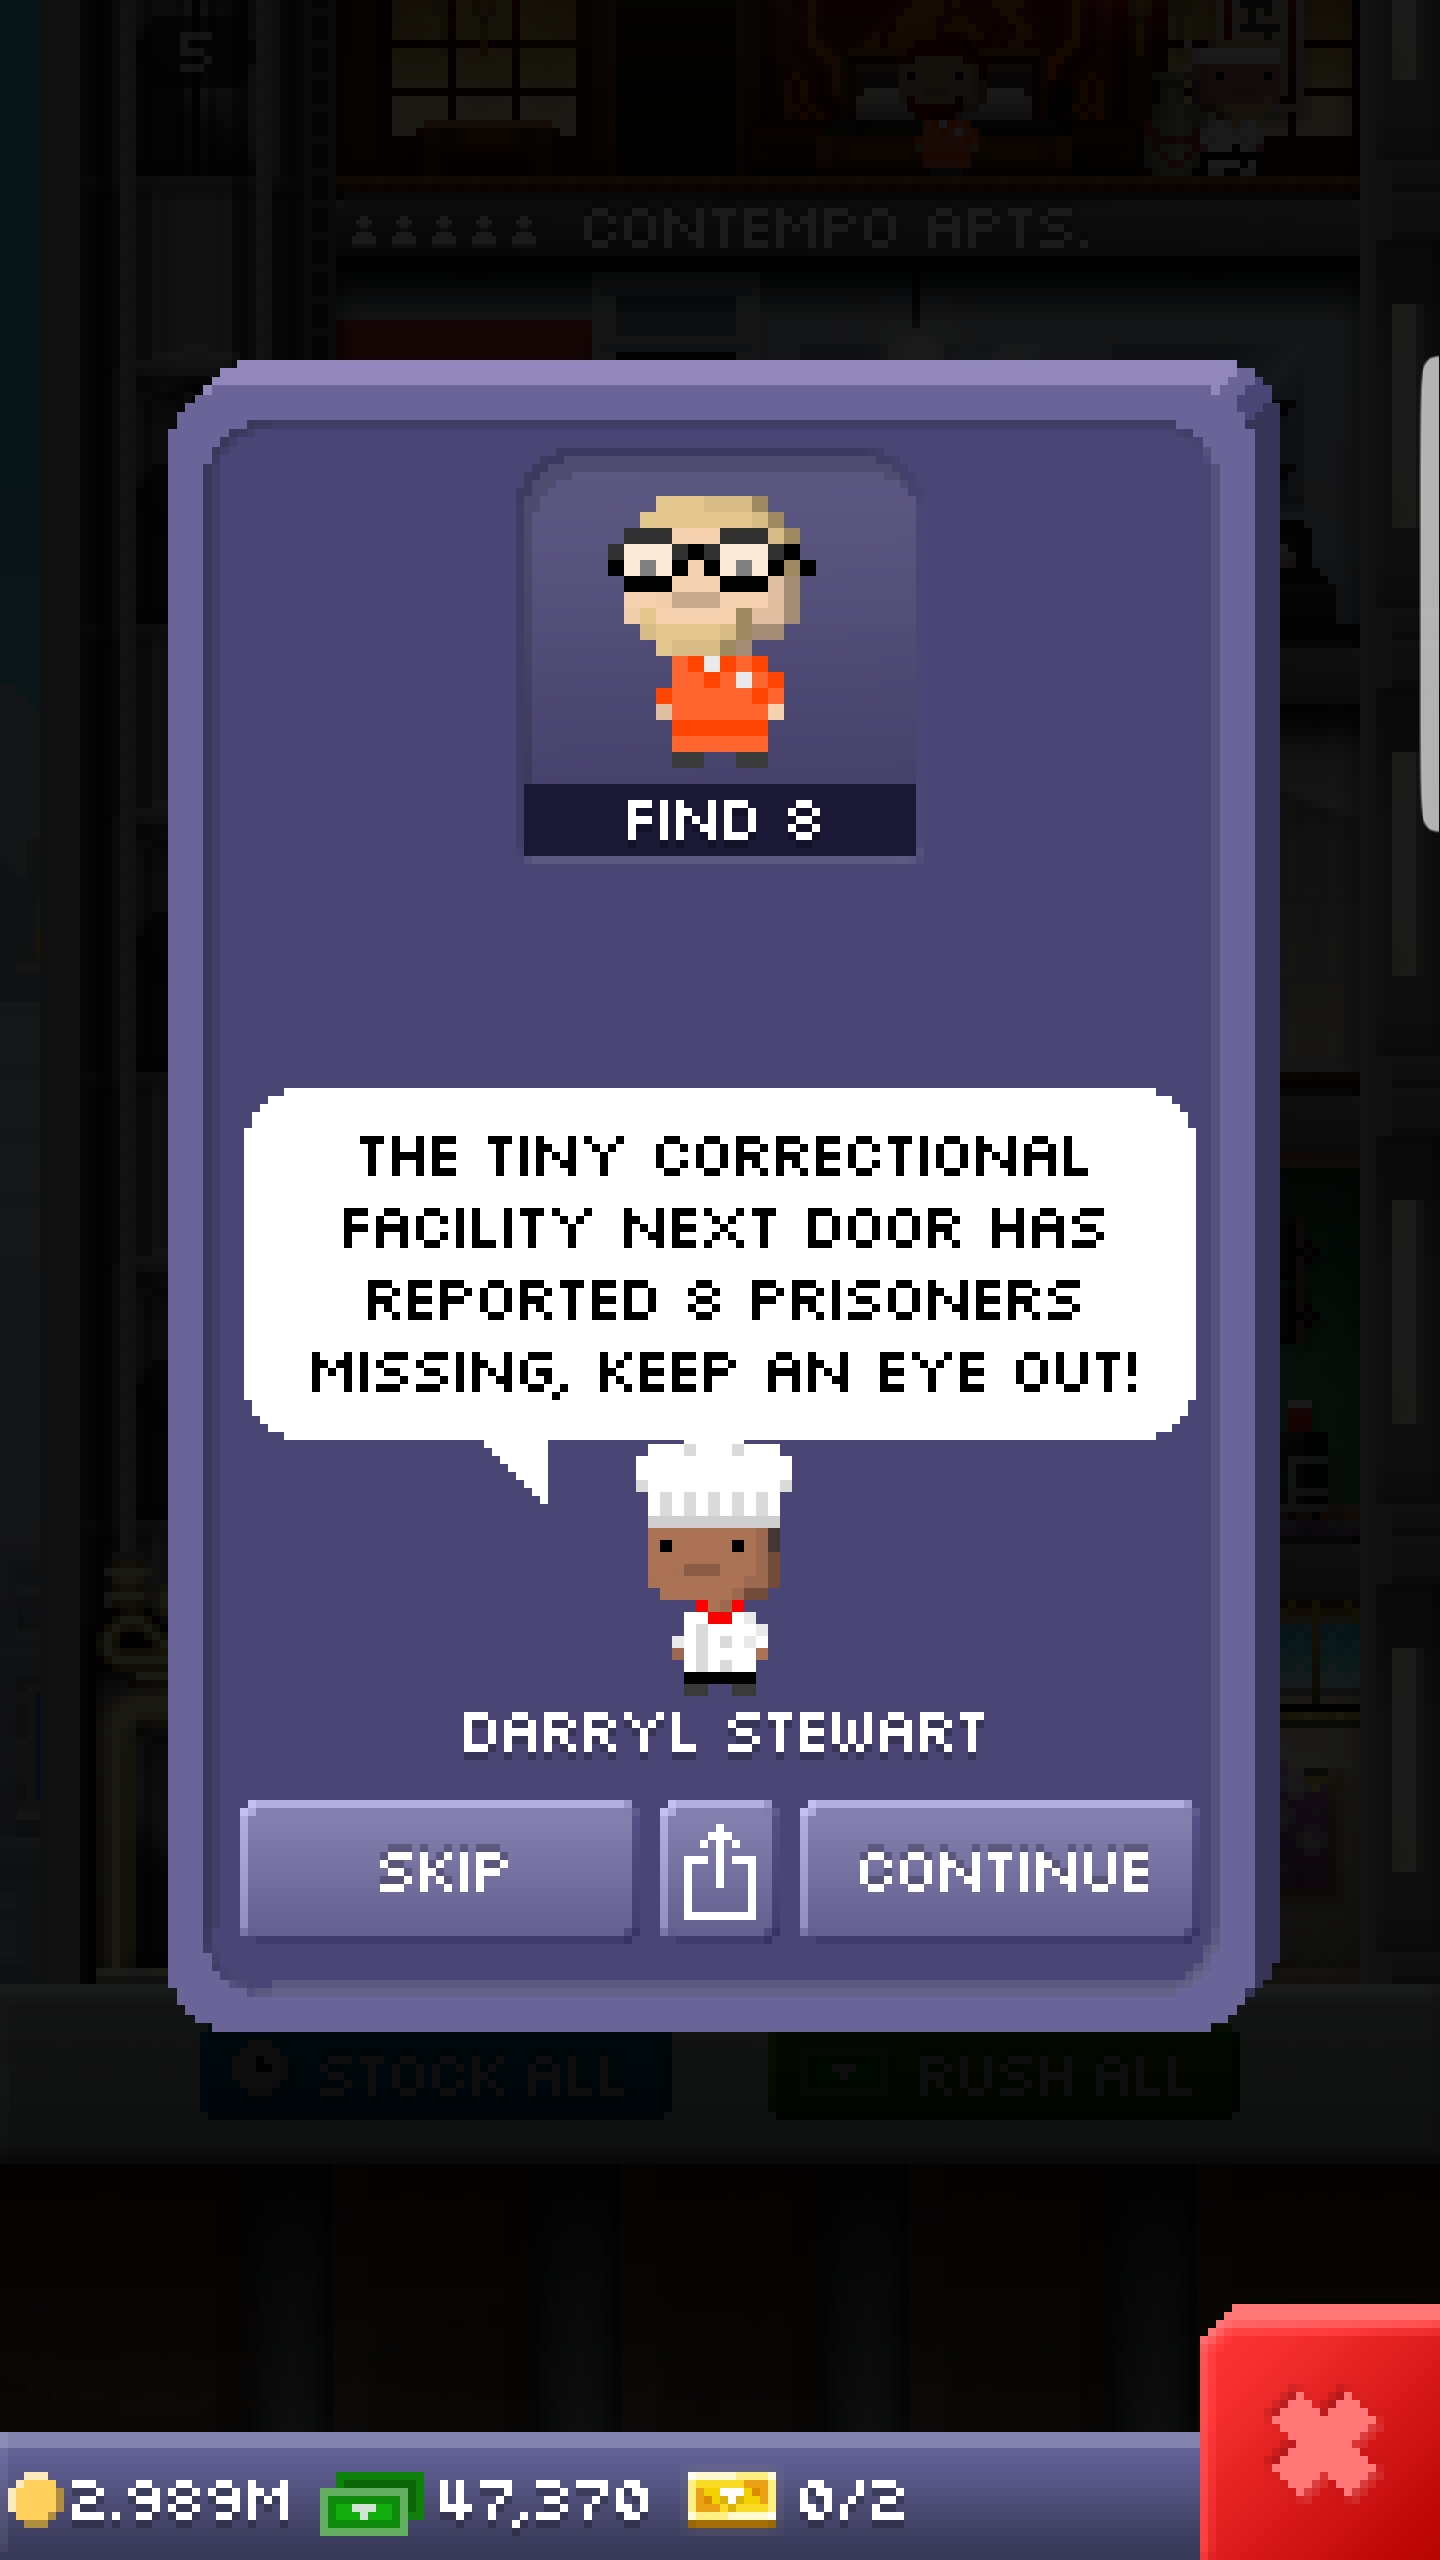 5
CONTEMPO APTS.
FIND 8
THE TINY CORRECTIONAL
FACILITY NEXT DOOR HAS
REPORTED 8 PRISONERS
MISSING, KEEP AN EYE OUT!
DARRYL STEWART
SKIP
CONTINUE
STOCK ALL
RUSH ALL
2.989M
47,370
0/2